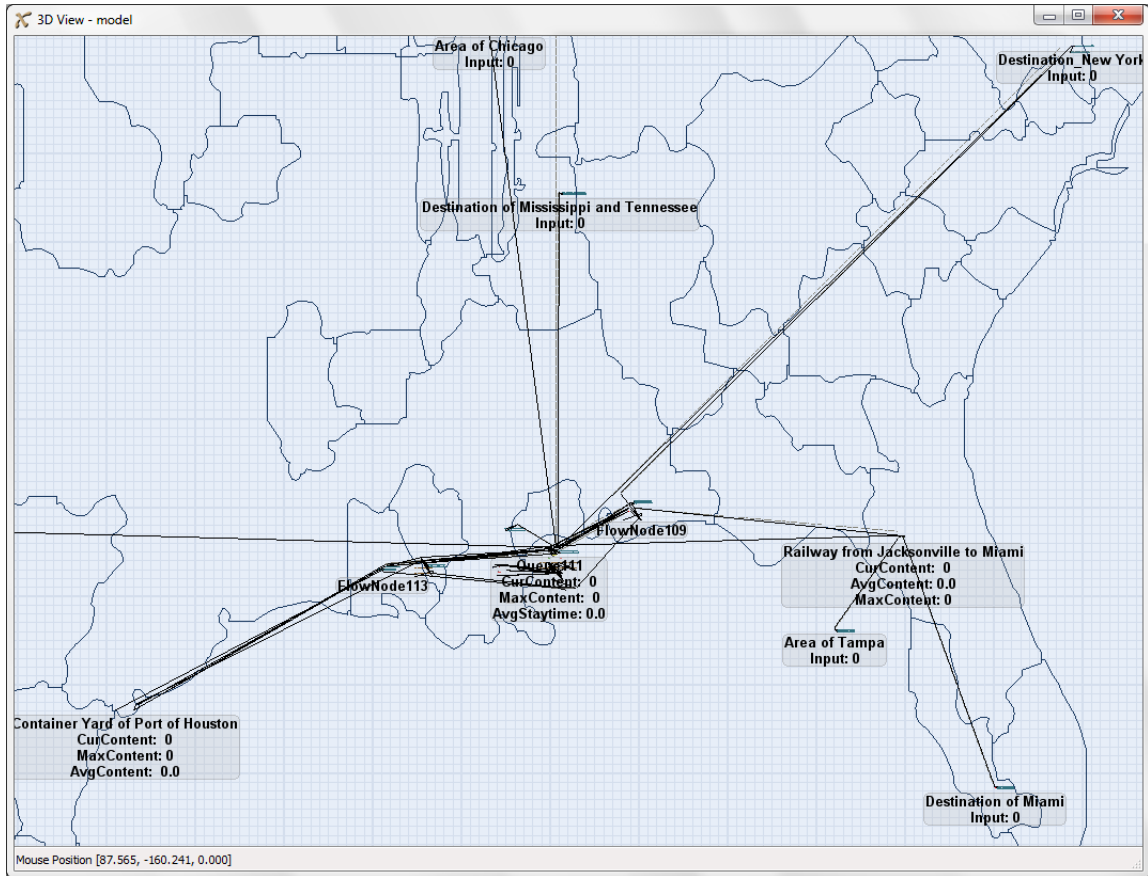 3D View - model
Area of Chicago
Input: 0
Destination_New York
Input: 0
Destination of Mississippi and Tennessee
Input: 0
FlowNode109
Queue111
CurContent: 0
MaxContent: 0
AvgStaytime: 0.0
FlowNode113
Railway from Jacksonville to Miami
CurContent: 0
AvgContent: 0.0
MaxContent: 0
Area of Tampa
Input: 0
Container Yard of Port of Houston
CurContent: 0
MaxContent: 0
AvgContent: 0.0
Destination of Miami
Input: 0
Mouse Position [87.565, -160.241, 0.000]